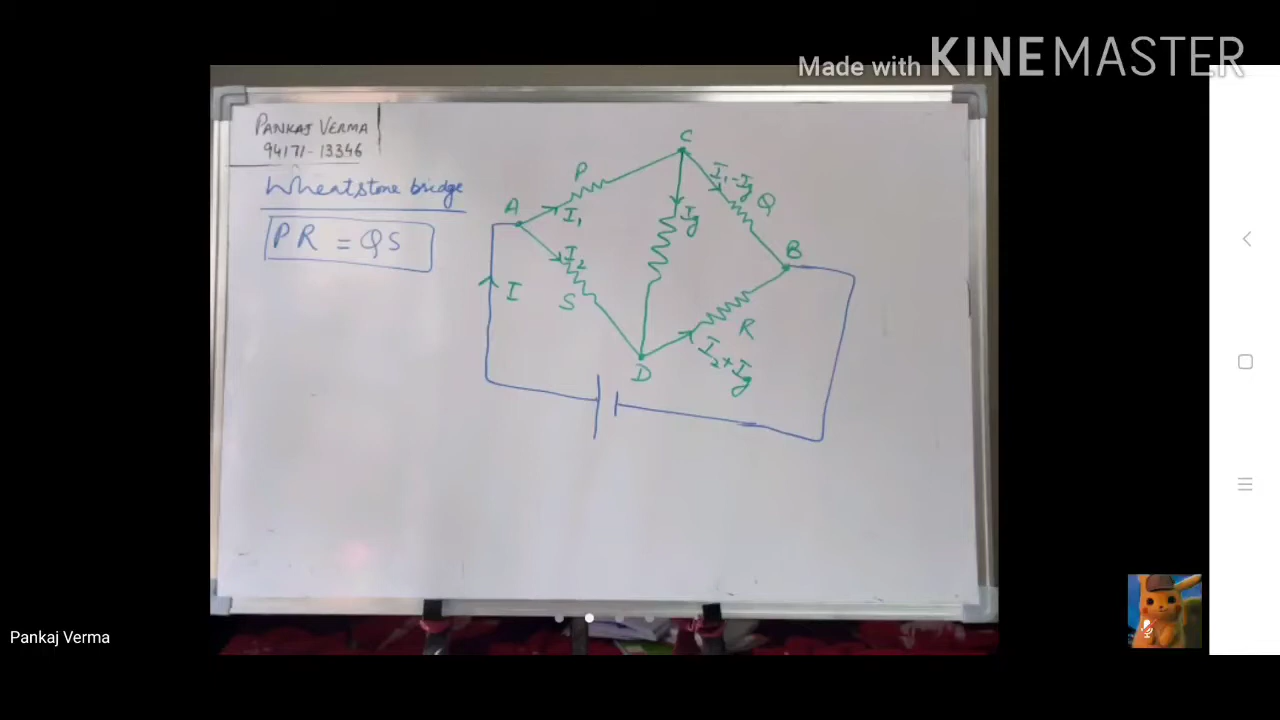 Made with KINEMASTER
PANKAJ VERMA
94171-13346
Wheatstone bridge
PR = QS
C
P
I₁-Ig
Q
A
I₁
Ig
I₂
B
I
S
R
I₂+Ig
D
Pankaj Verma